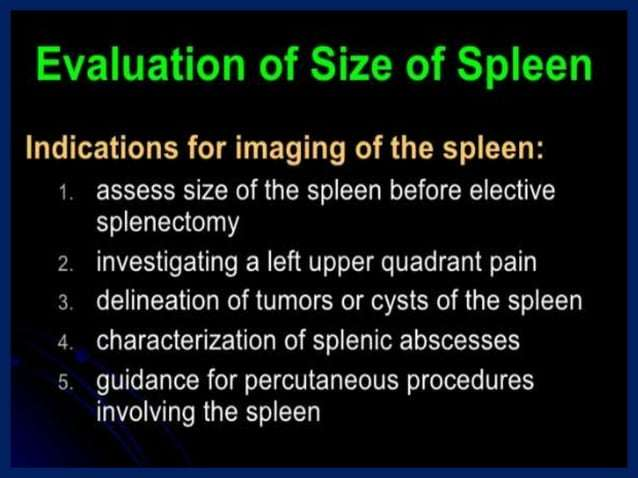 Evaluation of Size of Spleen
Indications for imaging of the spleen:
1. assess size of the spleen before elective
splenectomy
2. investigating a left upper quadrant pain
3. delineation of tumors or cysts of the spleen
4. characterization of splenic abscesses
5. guidance for percutaneous procedures
involving the spleen